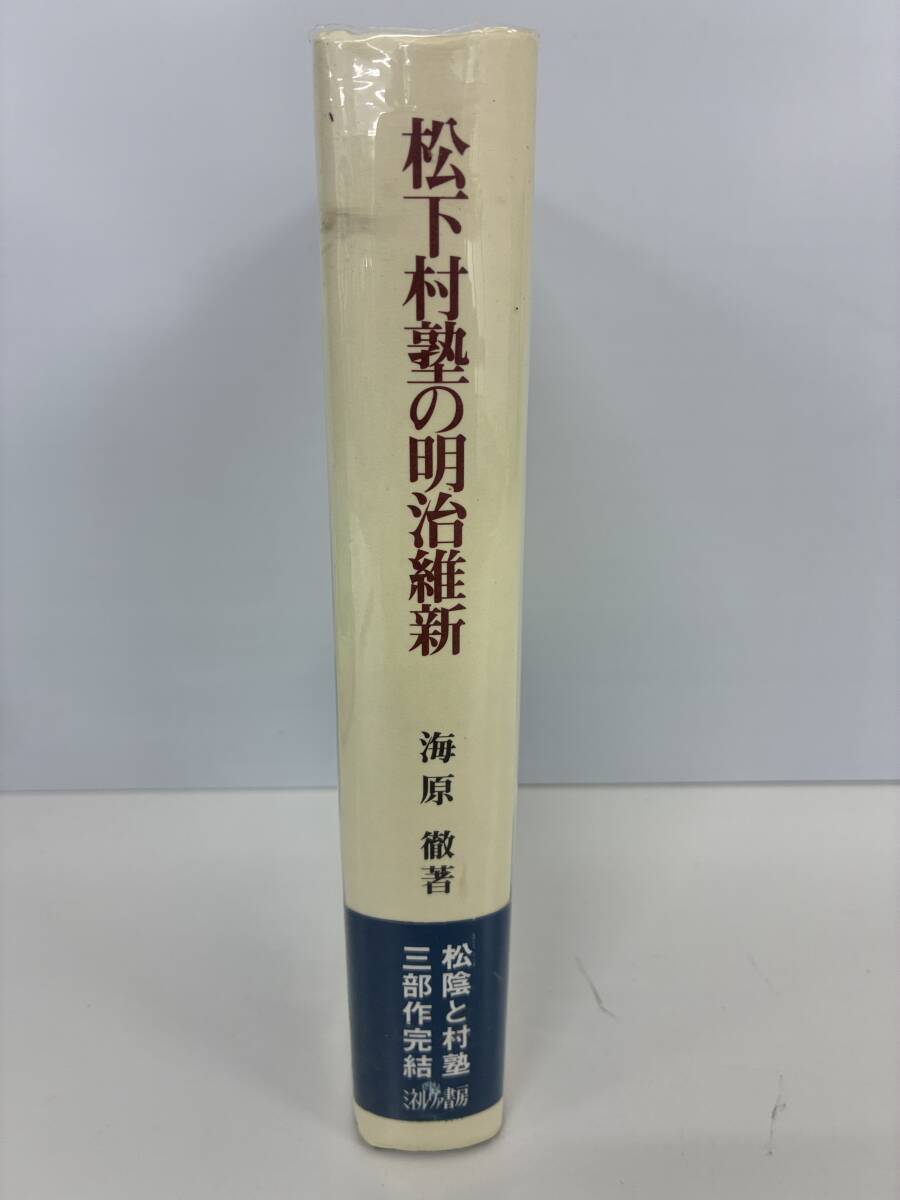 松下村塾の明治維新
海原 徹著
松陰と村塾
三部作完結
ミネルヴァ書房